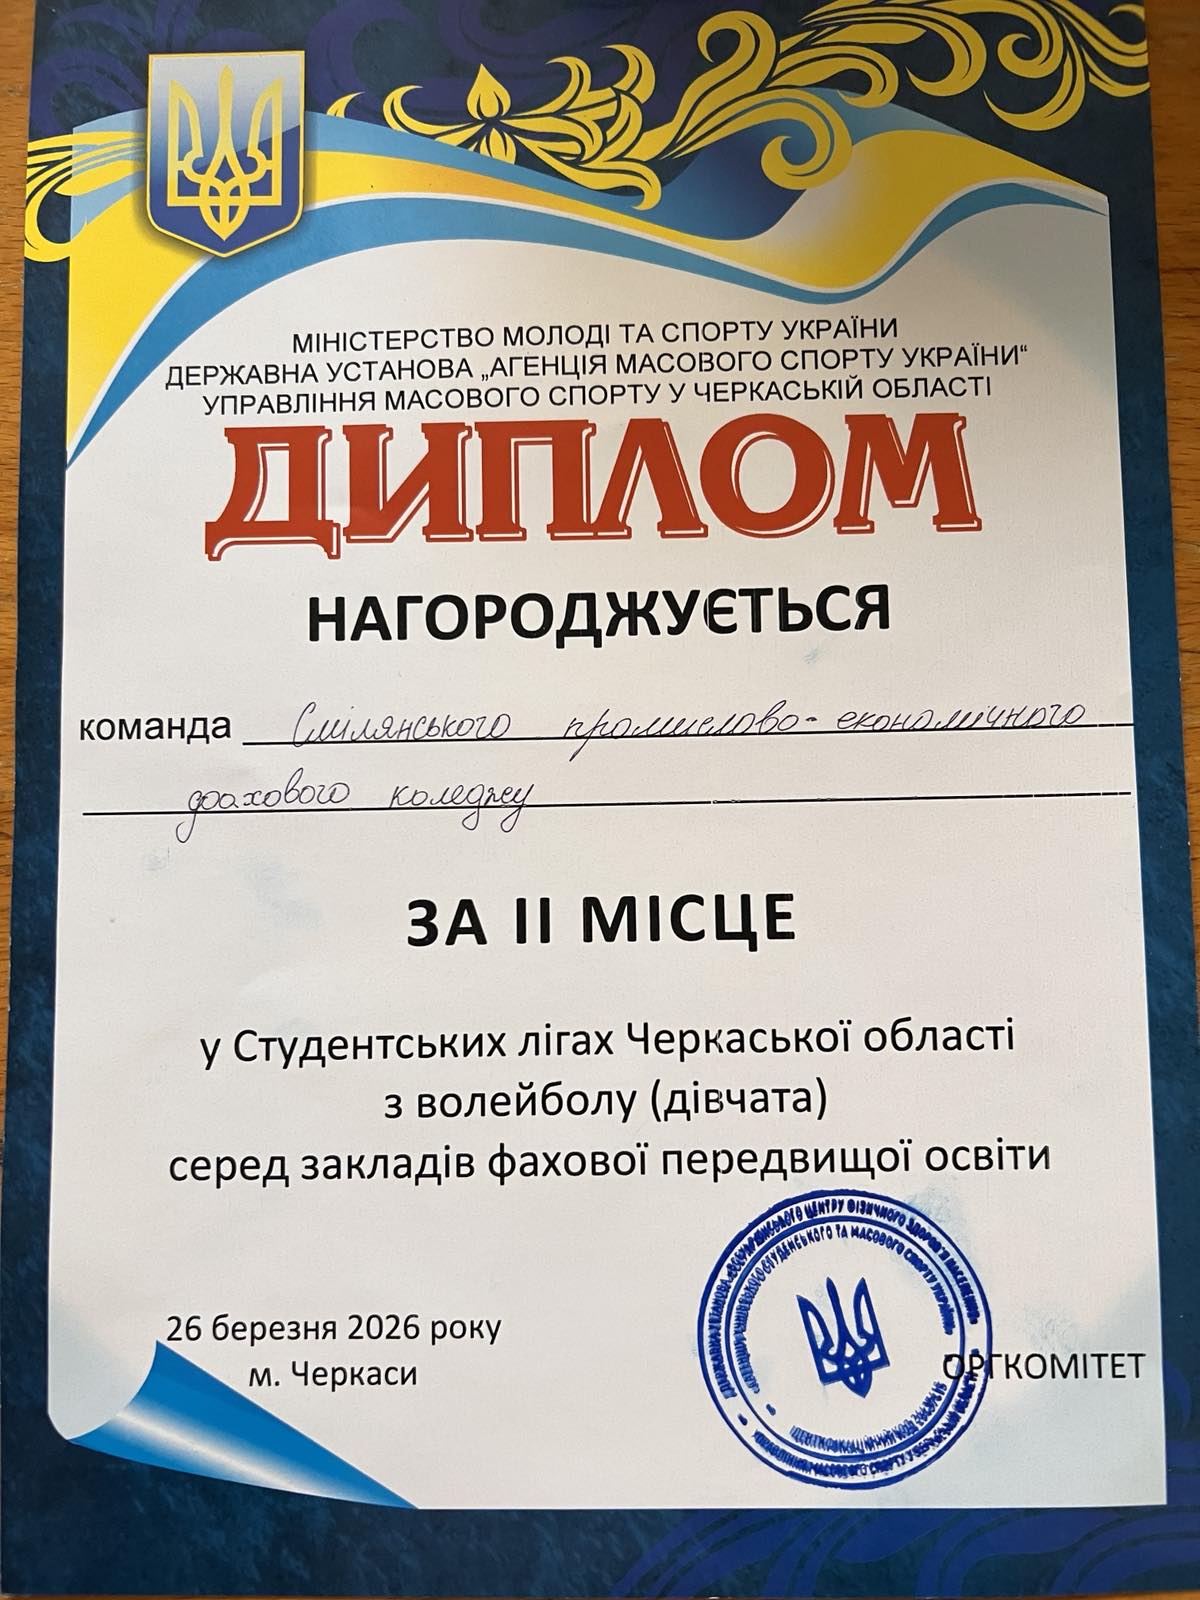 МІНІСТЕРСТВО МОЛОДІ ТА СПОРТУ УКРАЇНИ
ДЕРЖАВНА УСТАНОВА „АГЕНЦІЯ МАСОВОГО СПОРТУ УКРАЇНИ“
УПРАВЛІННЯ МАСОВОГО СПОРТУ У ЧЕРКАСЬКІЙ ОБЛАСТІ
ДИПЛОМ
НАГОРОДЖУЄТЬСЯ
команда Смілянського промислово-економічного
фахового коледжу
ЗА ІІ МІСЦЕ
у Студентських лігах Черкаської області
з волейболу (дівчата)
серед закладів фахової передвищої освіти
26 березня 2026 року
м. Черкаси
ОРГКОМІТЕТ